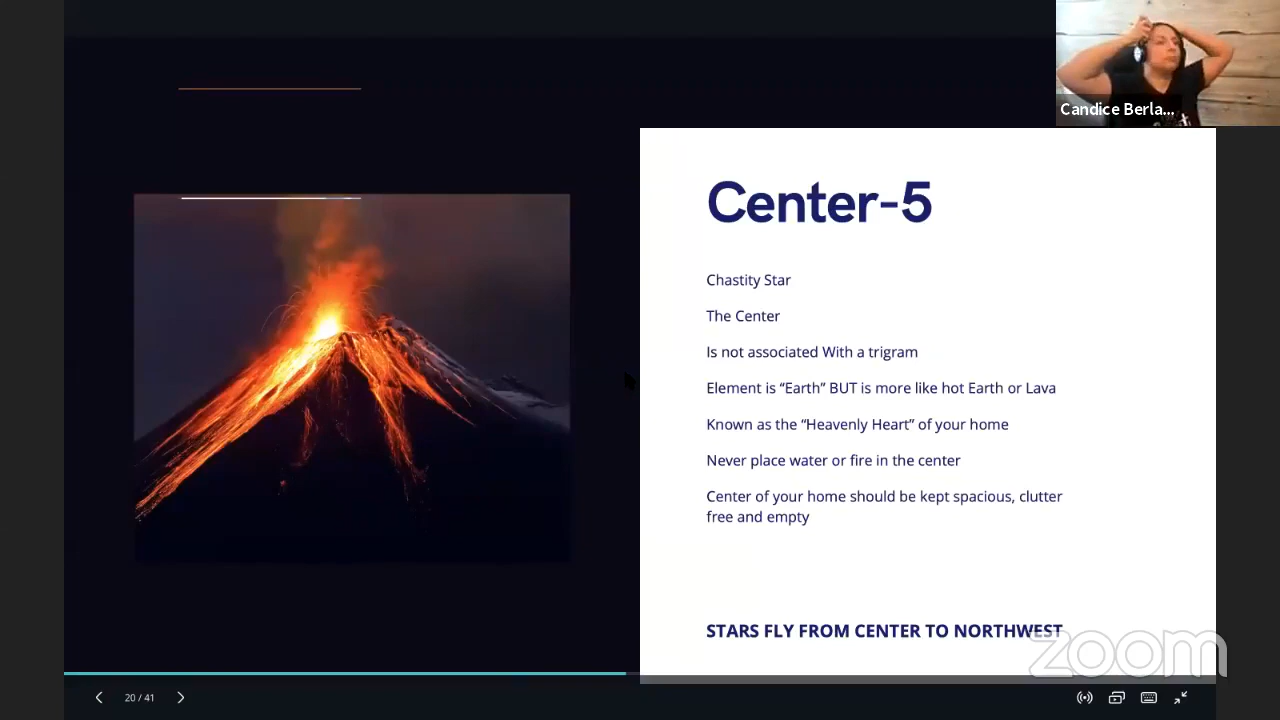 Candice Berla...
Center-5
Chastity Star
The Center
Is not associated With a trigram
Element is “Earth” BUT is more like hot Earth or Lava
Known as the “Heavenly Heart” of your home
Never place water or fire in the center
Center of your home should be kept spacious, clutter
free and empty
STARS FLY FROM CENTER TO NORTHWEST
zoom
20 / 41